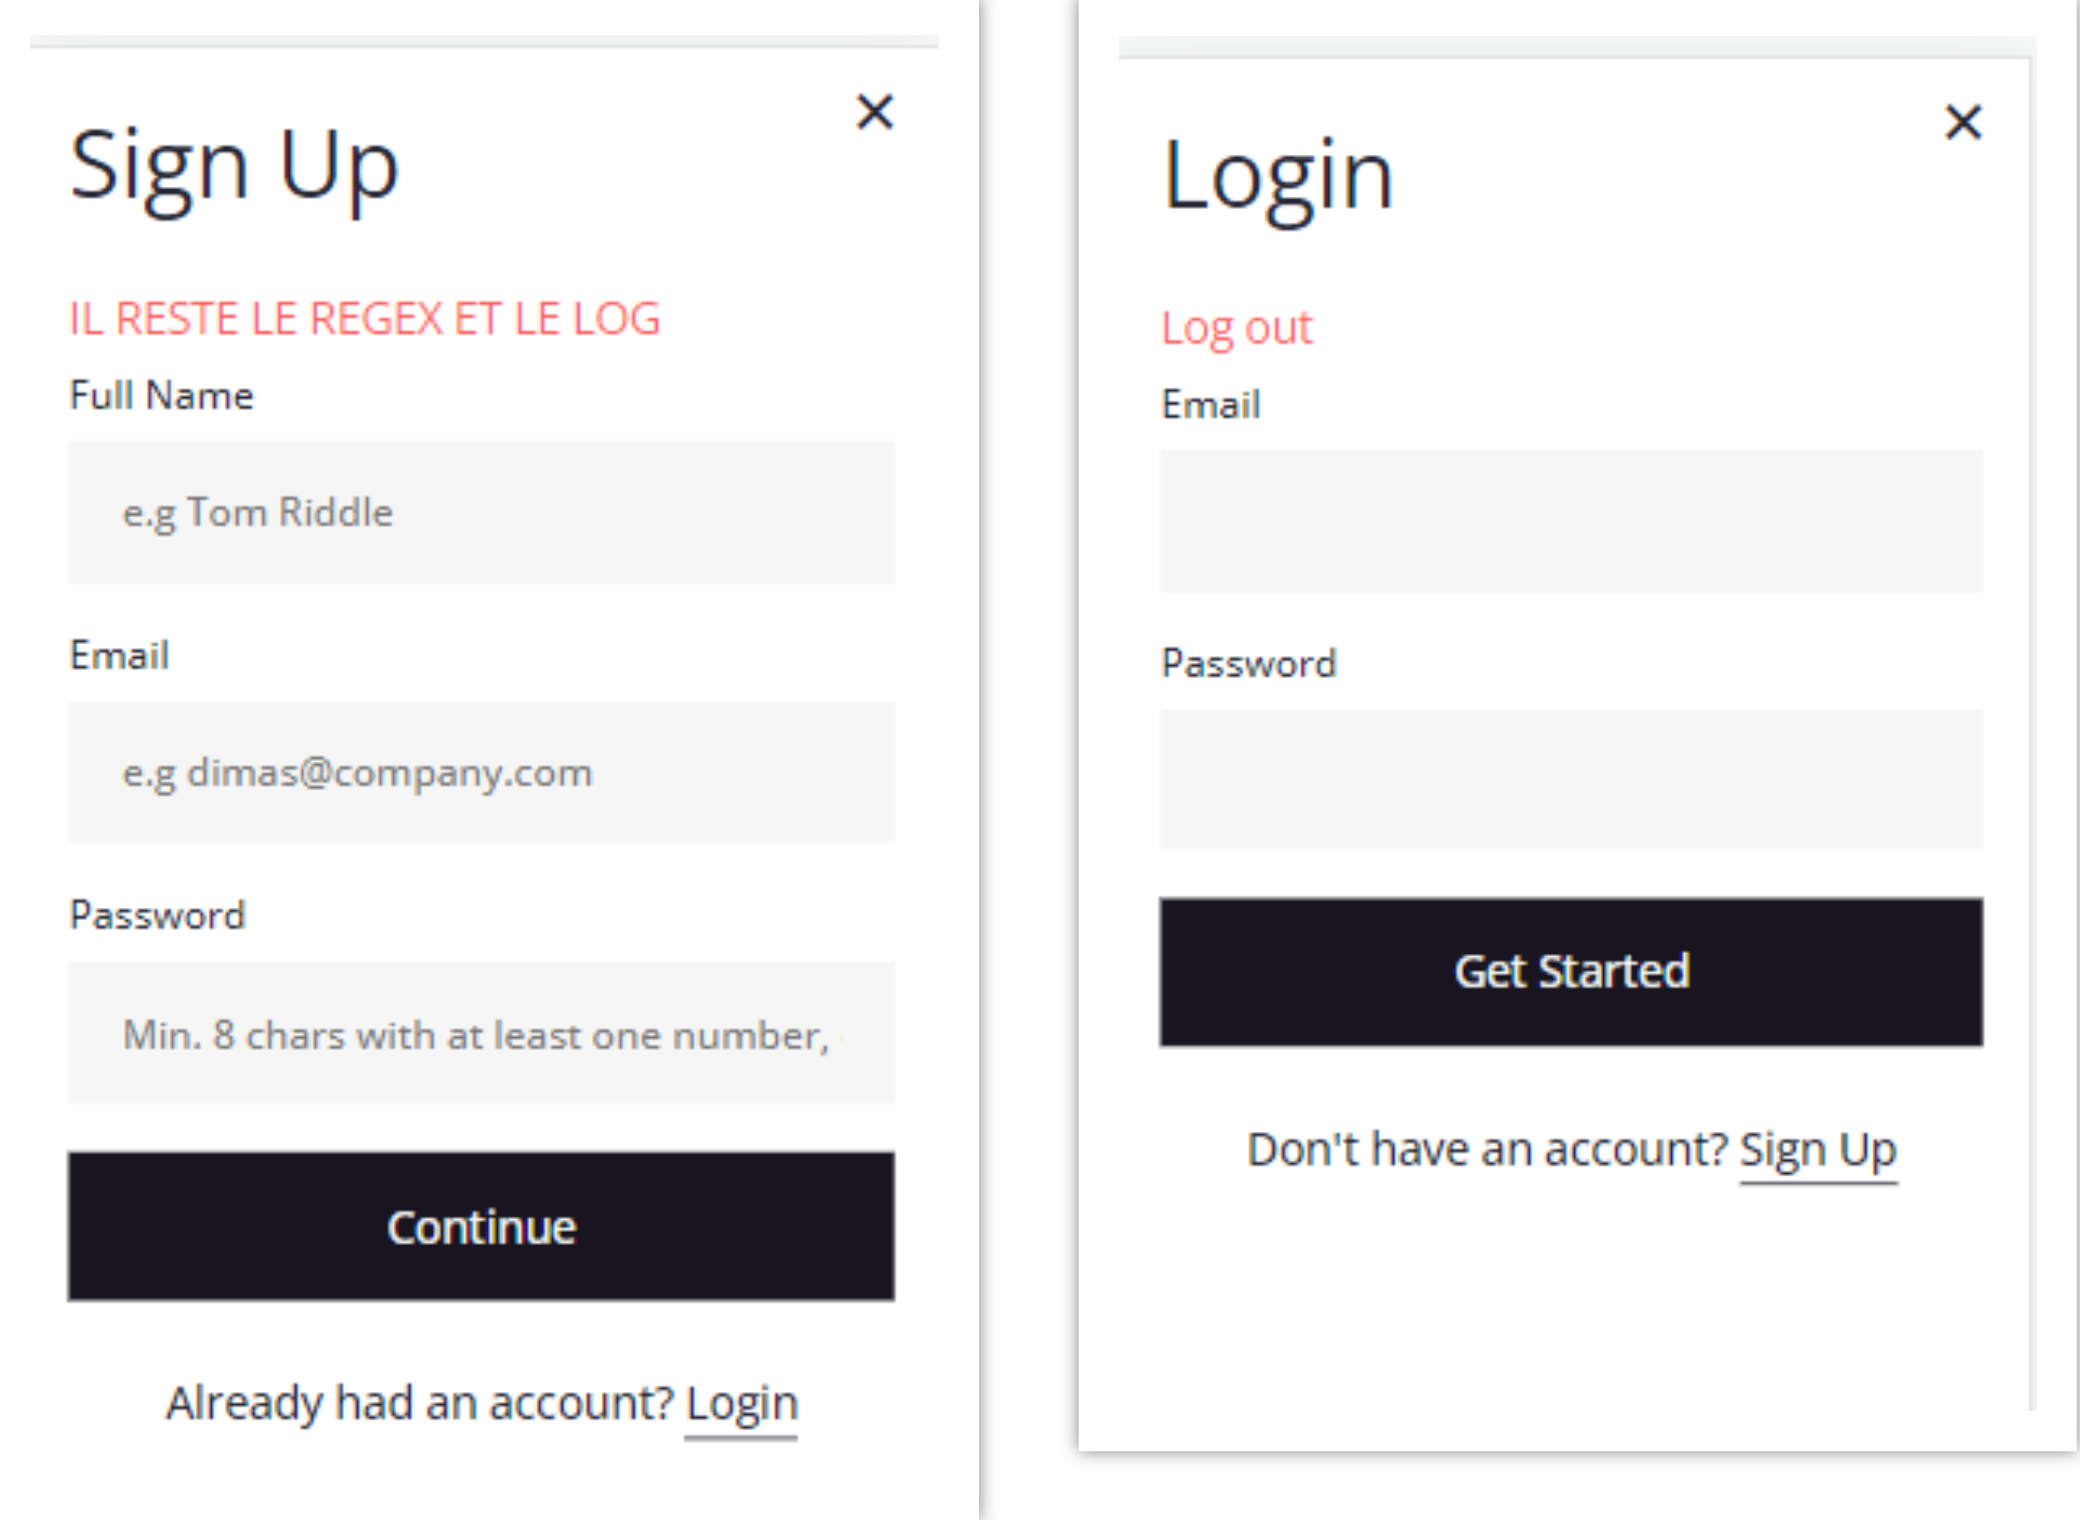 Sign Up
IL RESTE LE REGEX ET LE LOG
Full Name
e.g Tom Riddle
Email
e.g dimas@company.com
Password
Min. 8 chars with at least one number,
Continue
Already had an account? Login
Login
Log out
Email
Password
Get Started
Don't have an account? Sign Up